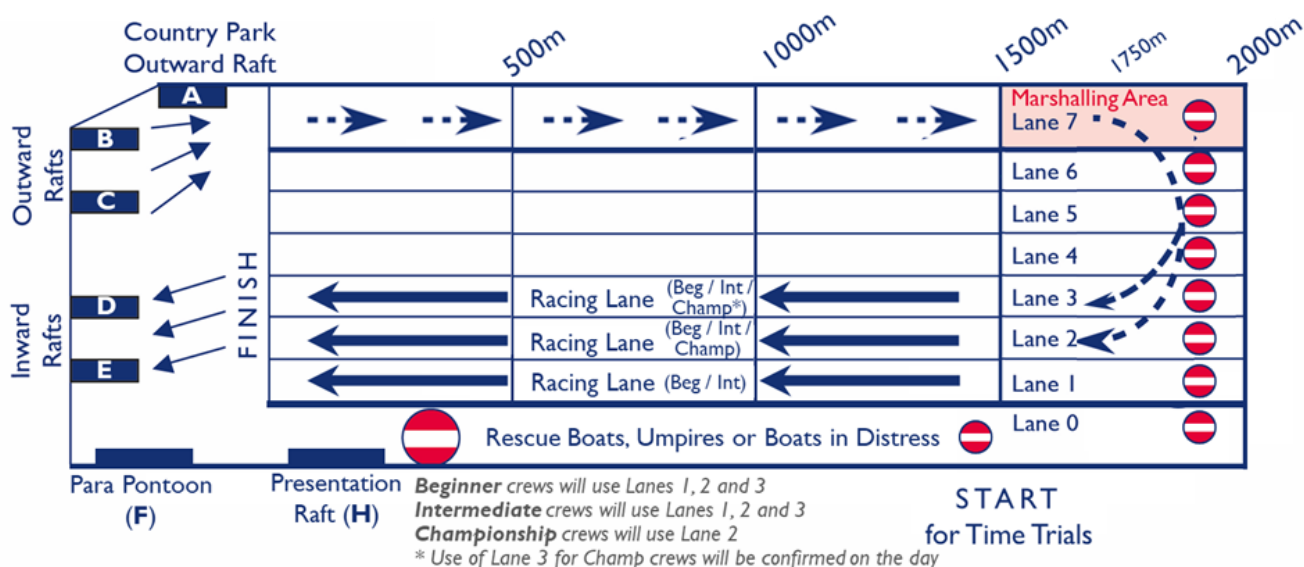 Country Park
Outward Raft
500m
1000m
1500m
1750m
2000m
A
B
C
Outward
Rafts
Marshalling Area
Lane 7
Lane 6
Lane 5
Lane 4
Lane 3
Lane 2
Lane 1
Lane 0
FINISH
Inward
Rafts
D
E
Racing Lane (Beg / Int /
Champ*)
Racing Lane (Beg / Int /
Champ)
Racing Lane (Beg / Int)
Rescue Boats, Umpires or Boats in Distress
Para Pontoon
(F)
Presentation
Raft (H)
Beginner crews will use Lanes 1, 2 and 3
Intermediate crews will use Lanes 1, 2 and 3
Championship crews will use Lane 2
* Use of Lane 3 for Champ crews will be confirmed on the day
START
for Time Trials